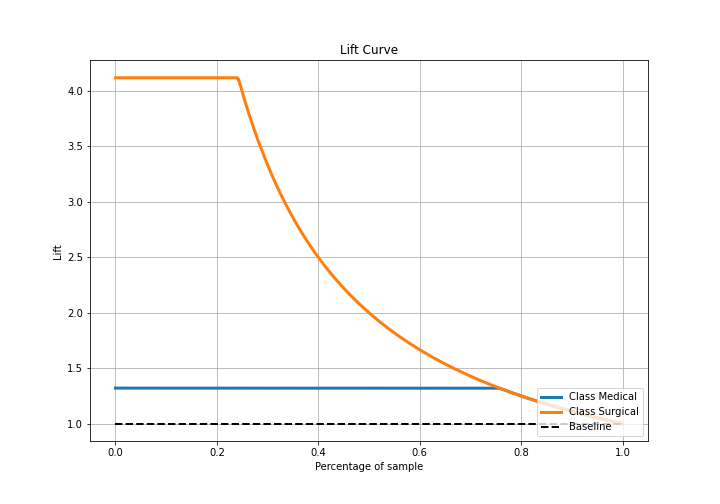 Lift Curve
4.0
3.5
3.0
2.5
2.0
1.5
1.0
Lift
0.0 0.2 0.4 0.6 0.8 1.0
Percentage of sample
Class Medical
Class Surgical
Baseline